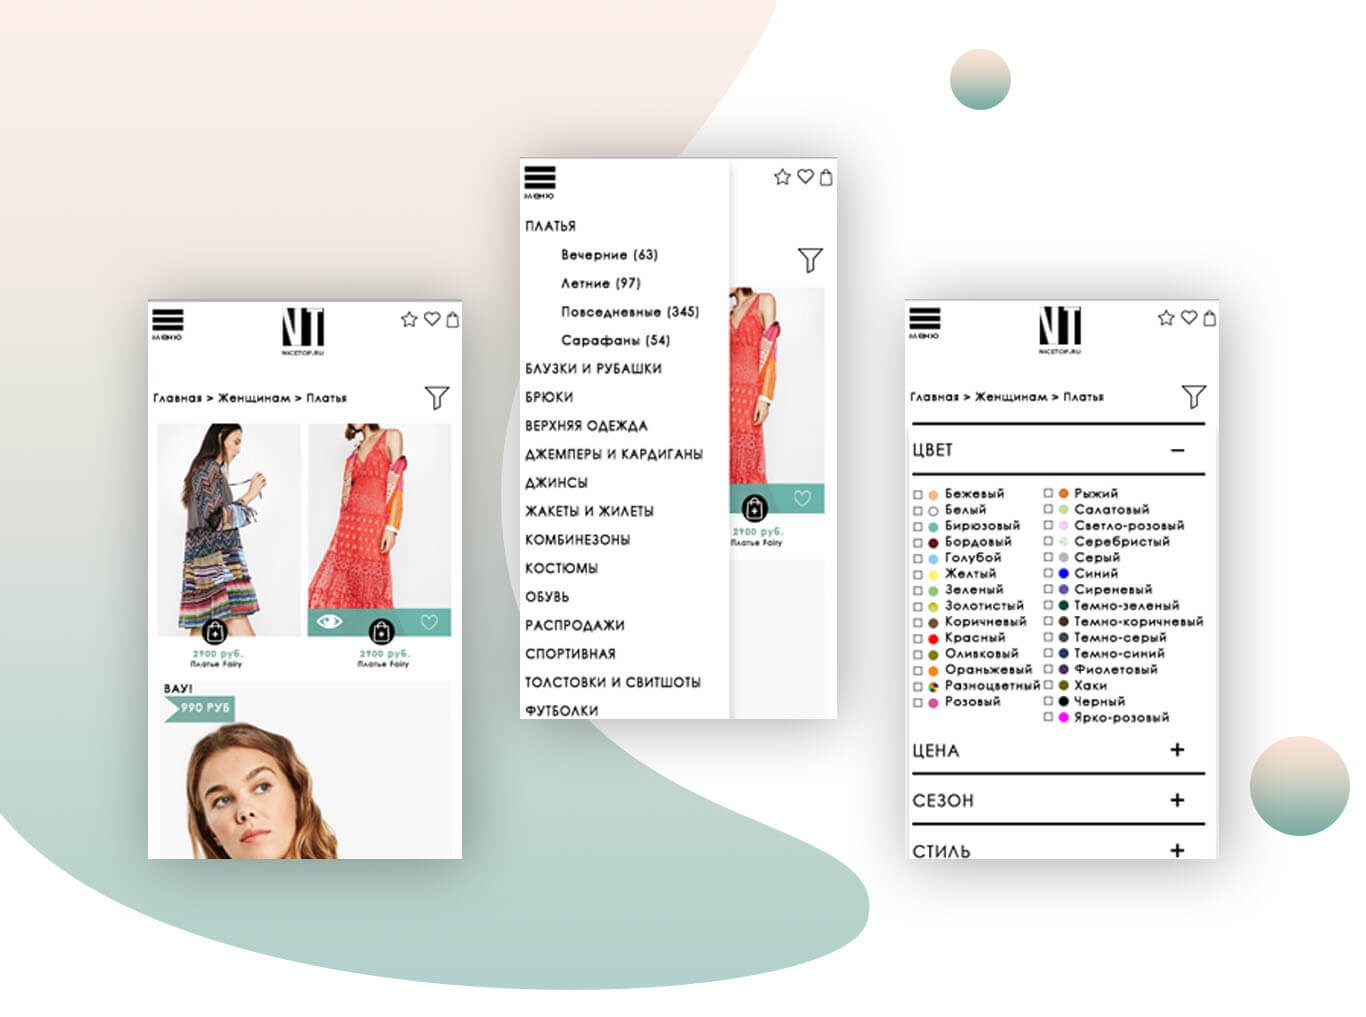 МЕНЮ
NT
NICETOP.RU
Главная > Женщинам > Платья
2900 руб.
Платье Fairy
2900 руб.
Платье Fairy
ВАУ!
990 РУБ
МЕНЮ
ПЛАТЬЯ
Вечерние (63)
Летние (97)
Повседневные (345)
Сарафаны (54)
БЛУЗКИ И РУБАШКИ
БРЮКИ
ВЕРХНЯЯ ОДЕЖДА
ДЖЕМПЕРЫ И КАРДИГАНЫ
ДЖИНСЫ
ЖАКЕТЫ И ЖИЛЕТЫ
КОМБИНЕЗОНЫ
КОСТЮМЫ
ОБУВЬ
РАСПРОДАЖИ
СПОРТИВНАЯ
ТОЛСТОВКИ И СВИТШОТЫ
ФУТБОЛКИ
2900 руб.
Платье Fairy
МЕНЮ
NT
NICETOP.RU
Главная > Женщинам > Платья
ЦВЕТ
Бежевый
Белый
Бирюзовый
Бордовый
Голубой
Желтый
Зеленый
Золотистый
Коричневый
Красный
Оливковый
Ораньжевый
Разноцветный
Розовый
Рыжий
Салатовый
Светло-розовый
Серебристый
Серый
Синий
Сиреневый
Темно-зеленый
Темно-коричневый
Темно-серый
Темно-синий
Фиолетовый
Хаки
Черный
Ярко-розовый
ЦЕНА
СЕЗОН
СТИЛЬ